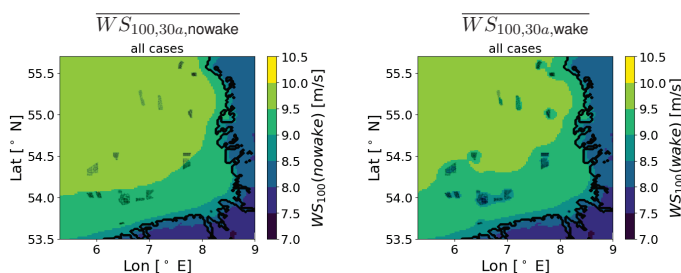 WS100,30a,nowake
all cases
55.5
55.0
54.5
54.0
53.5
Lat [° N]
6 7 8 9
Lon [° E]
10.5
10.0
9.5
9.0
8.5
8.0
7.5
7.0
WS100(nowake) [m/s]
WS100,30a,wake
all cases
55.5
55.0
54.5
54.0
53.5
Lat [° N]
6 7 8 9
Lon [° E]
10.5
10.0
9.5
9.0
8.5
8.0
7.5
7.0
WS100(wake) [m/s]